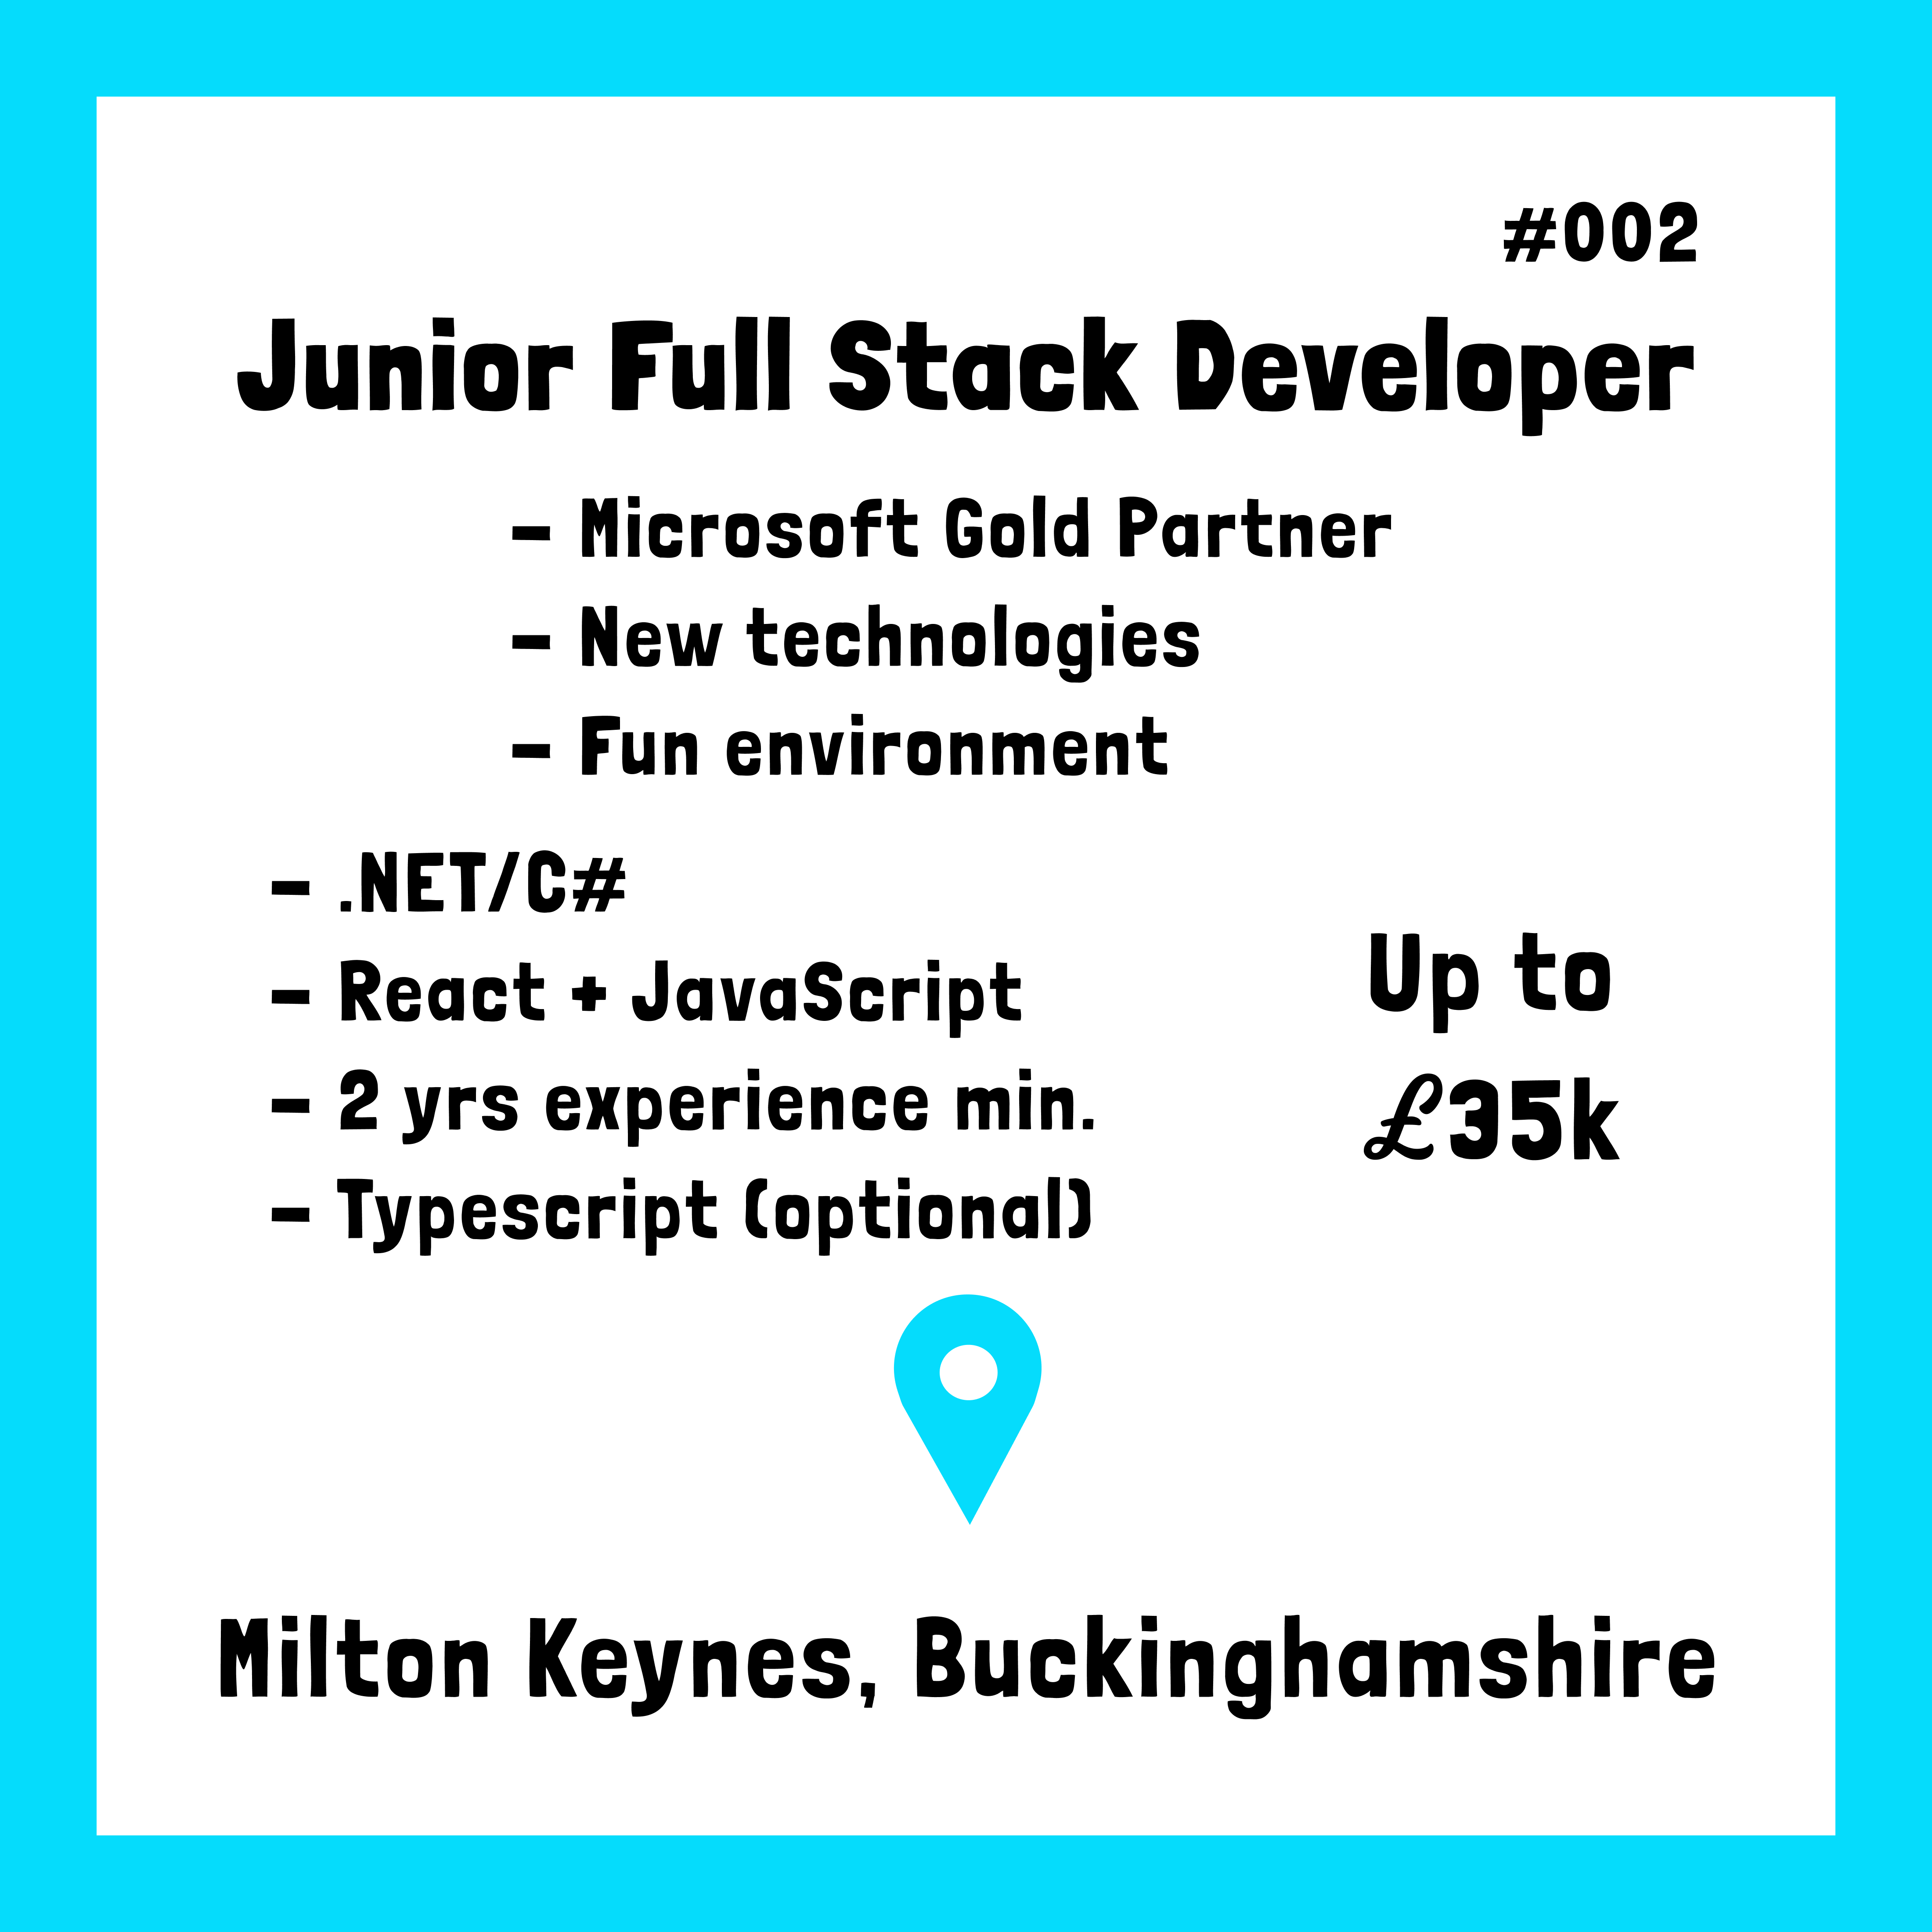 #002
Junior Full Stack Developer
- Microsoft Gold Partner
- New technologies
- Fun environment
- .NET/C#
- React + JavaScript
- 2 yrs experience min.
- Typescript (optional)
Up to
£35k
Milton Keynes, Buckinghamshire